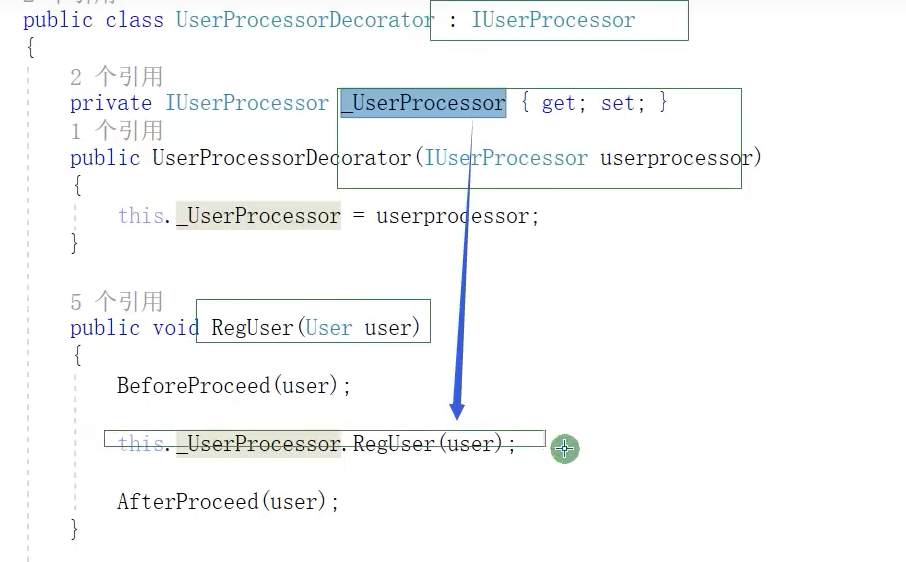 public class UserProcessorDecorator : IUserProcessor
{
2 个引用
private IUserProcessor _UserProcessor { get; set; }
1 个引用
public UserProcessorDecorator(IUserProcessor userprocessor)
{
this._UserProcessor = userprocessor;
}
5 个引用
public void RegUser(User user)
{
BeforeProceed(user);
this._UserProcessor.RegUser(user);
AfterProceed(user);
}